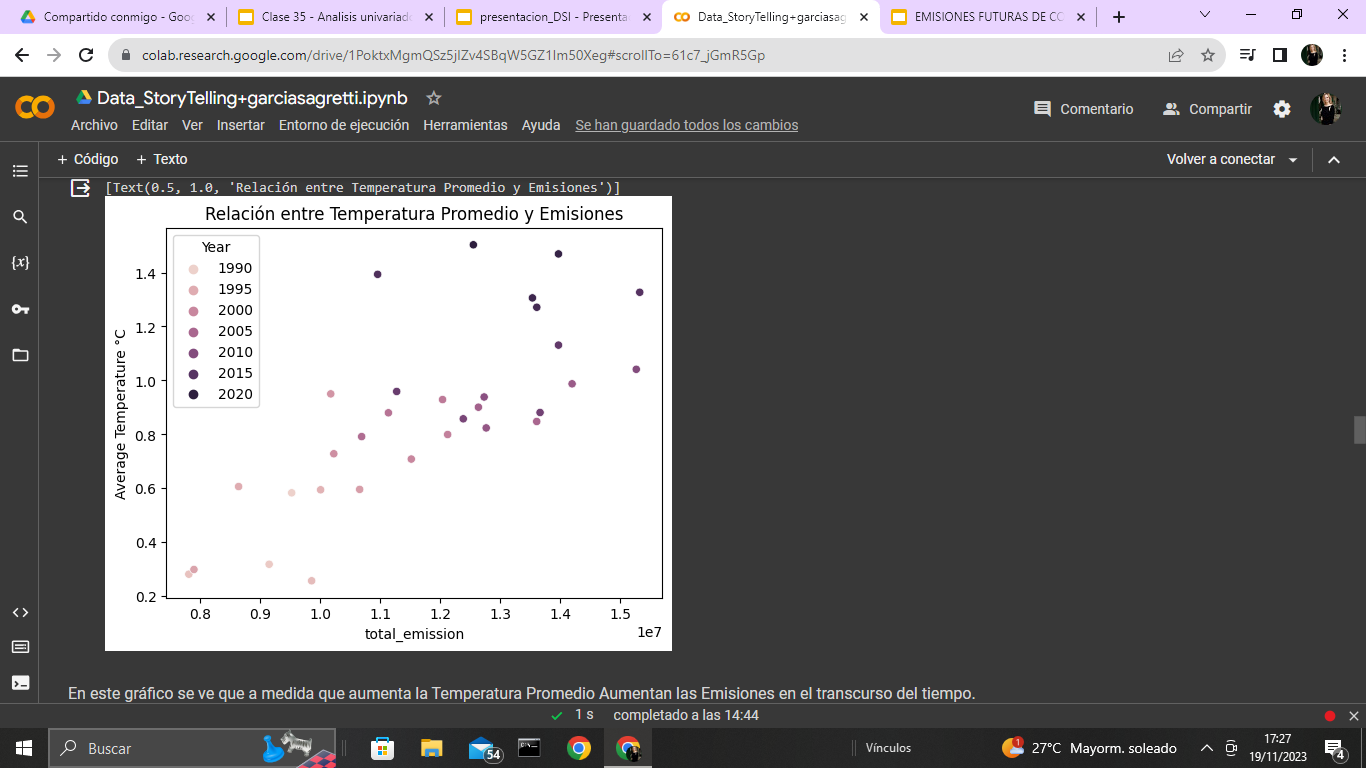 Compartido conmigo - Goo
Clase 35 - Analisis univariad
presentacion_DSI - Presenta
Data_StoryTelling+garciasag
EMISIONES FUTURAS DE CO
colab.research.google.com/drive/1PoktxMgmQSz5jIZv4SBqW5GZ1Im50Xeg#scrollTo=61c7_jGmR5Gp
CO
Data_StoryTelling+garciasagretti.ipynb
Comentario
Compartir
Archivo Editar Ver Insertar Entorno de ejecución Herramientas Ayuda Se han guardado todos los cambios
+ Código + Texto
Volver a conectar
[Text(0.5, 1.0, 'Relación entre Temperatura Promedio y Emisiones')]
Relación entre Temperatura Promedio y Emisiones
Year
1990
1995
2000
2005
2010
2015
2020
1.4
1.2
1.0
0.8
0.6
0.4
0.2
Average Temperature °C
0.8 0.9 1.0 1.1 1.2 1.3 1.4 1.5
1e7
total_emission
{x}
En este gráfico se ve que a medida que aumenta la Temperatura Promedio Aumentan las Emisiones en el transcurso del tiempo.
1 s completado a las 14:44
Buscar
54
Vínculos
1
27°C Mayorm. soleado
17:27
19/11/2023
4